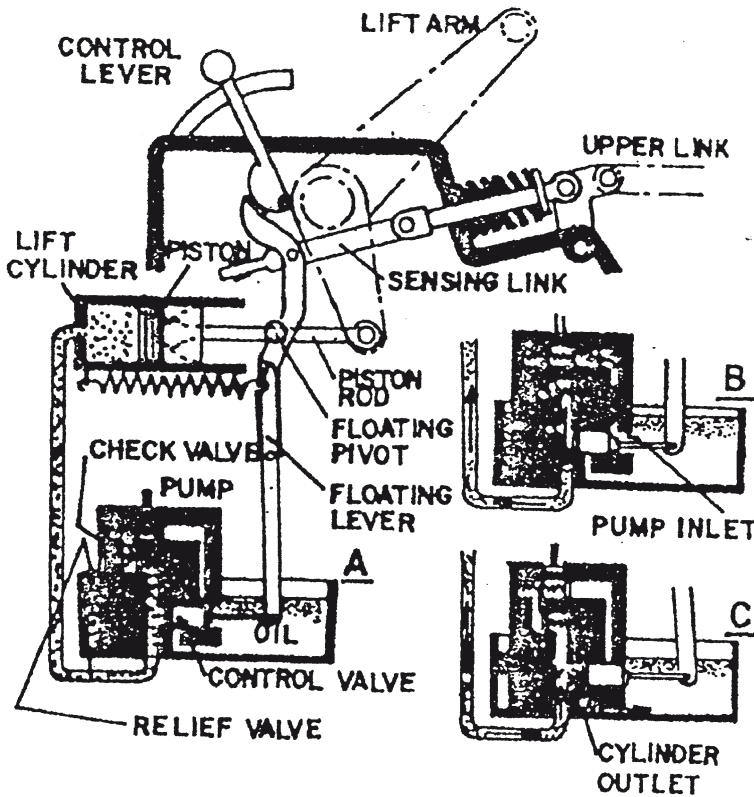 LIFT ARM
CONTROL
LEVER
UPPER LINK
LIFT
CYLINDER
PISTON
SENSING LINK
PISTON
ROD
B
FLOATING
PIVOT
CHECK VALVE
PUMP
FLOATING
LEVER
PUMP INLET
A
C
OIL
CONTROL VALVE
RELIEF VALVE
CYLINDER
OUTLET